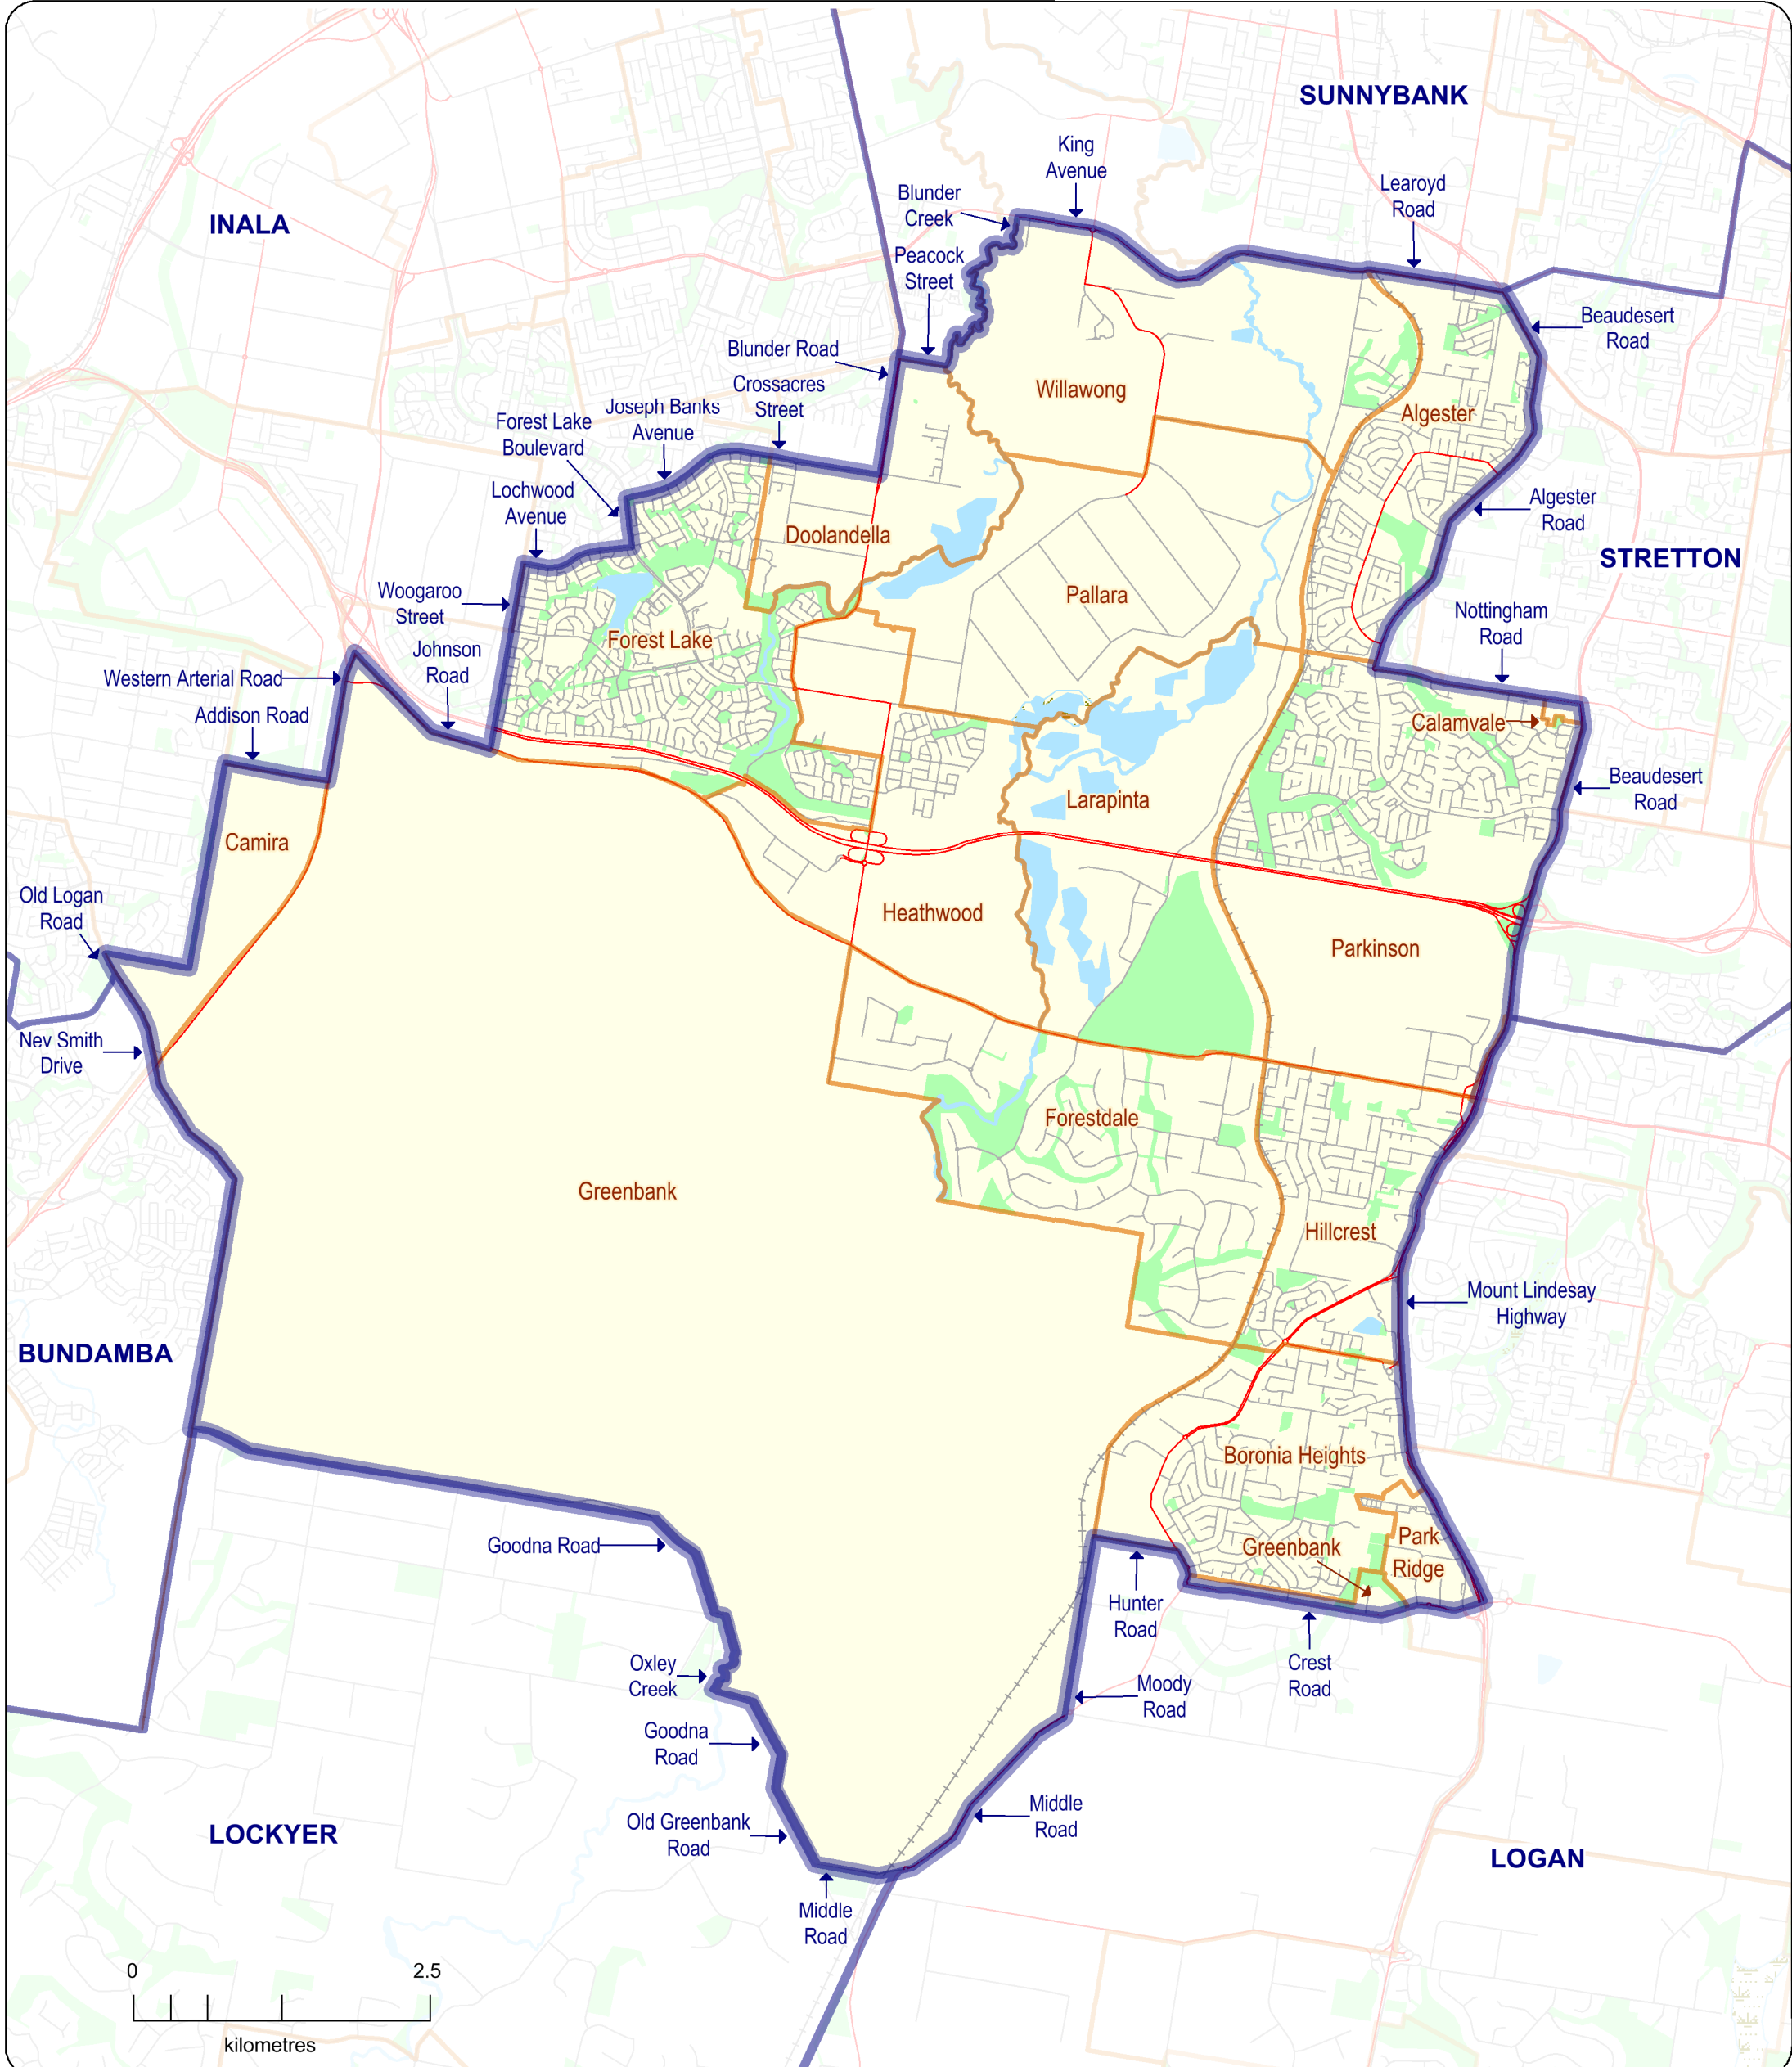 SUNNYBANK
King
Avenue
Learoyd
Road
Blunder
Creek
INALA
Peacock
Street
Beaudesert
Road
Blunder Road
Crossacres
Street
Willawong
Joseph Banks
Avenue
Algester
Forest Lake
Boulevard
Lochwood
Avenue
Algester
Road
Doolandella
STRETTON
Woogaroo
Street
Pallara
Nottingham
Road
Forest Lake
Johnson
Road
Western Arterial Road
Addison Road
Calamvale
Beaudesert
Road
Larapinta
Camira
Old Logan
Road
Heathwood
Parkinson
Nev Smith
Drive
Forestdale
Greenbank
Hillcrest
Mount Lindesay
Highway
BUNDAMBA
Boronia Heights
Goodna Road
Greenbank
Park
Ridge
Hunter
Road
Oxley
Creek
Crest
Road
Moody
Road
Goodna
Road
Middle
Road
Old Greenbank
Road
LOCKYER
LOGAN
Middle
Road
0 2.5
kilometres